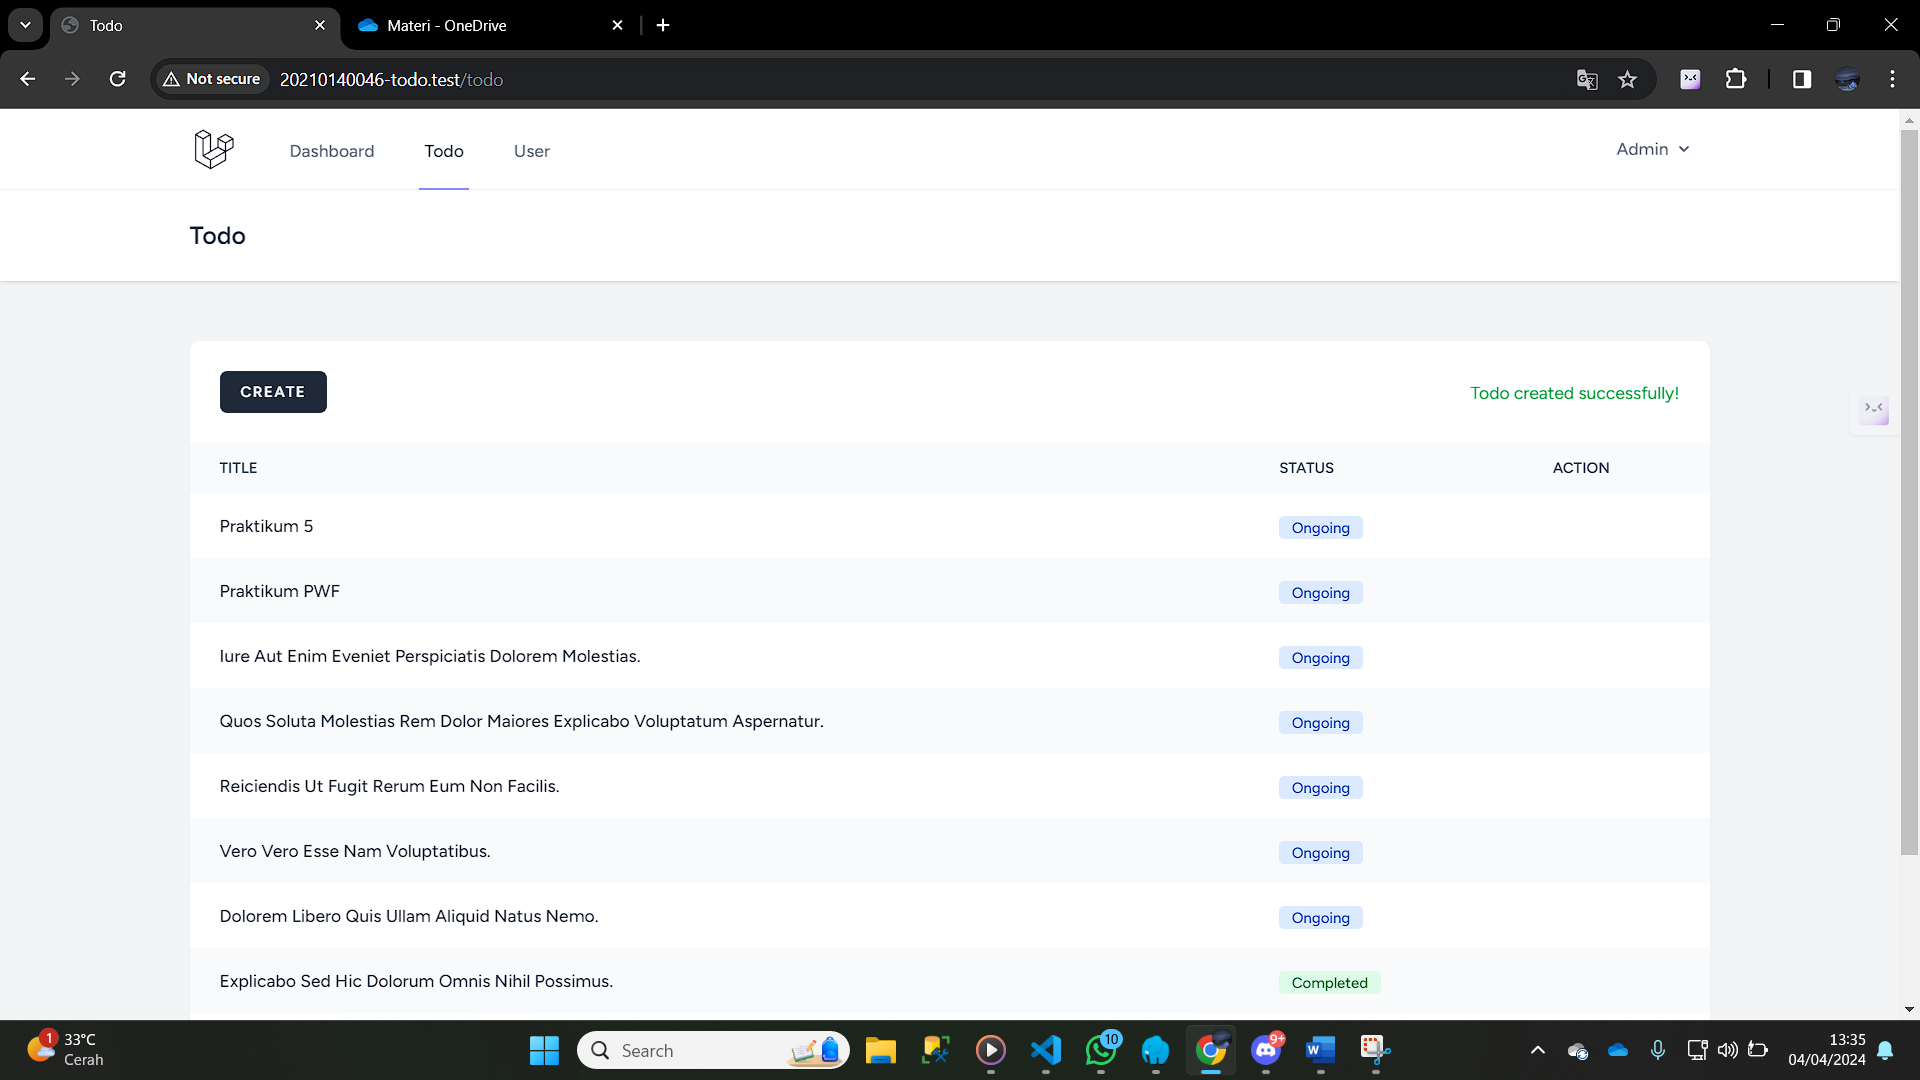 Todo
Materi - OneDrive
Not secure
20210140046-todo.test/todo
Dashboard
Todo
User
Admin
Todo
CREATE
Todo created successfully!
TITLE STATUS ACTION
Praktikum 5 Ongoing
Praktikum PWF Ongoing
Iure Aut Enim Eveniet Perspiciatis Dolorem Molestias. Ongoing
Quos Soluta Molestias Rem Dolor Maiores Explicabo Voluptatum Aspernatur. Ongoing
Reiciendis Ut Fugit Rerum Eum Non Facilis. Ongoing
Vero Vero Esse Nam Voluptatibus. Ongoing
Dolorem Libero Quis Ullam Aliquid Natus Nemo. Ongoing
Explicabo Sed Hic Dolorum Omnis Nihil Possimus. Completed
1
33°C
Cerah
Search
10
9+
13:35
04/04/2024